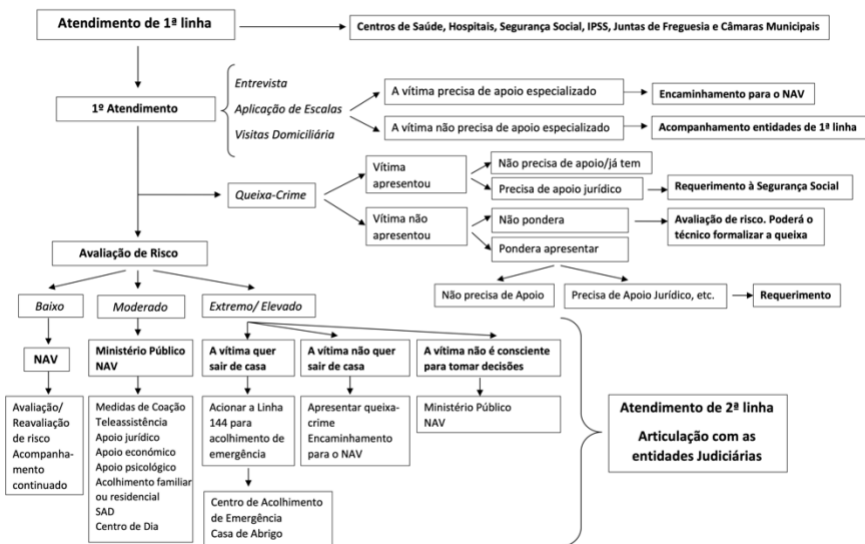 Atendimento de 1ª linha
Centros de Saúde, Hospitais, Segurança Social, IPSS, Juntas de Freguesia e Câmaras Municipais
1º Atendimento
Entrevista
Aplicação de Escalas
Visitas Domiciliária
A vítima precisa de apoio especializado
Encaminhamento para o NAV
A vítima não precisa de apoio especializado
Acompanhamento entidades de 1ª linha
Queixa-Crime
Vítima
apresentou
Não precisa de apoio/já tem
Precisa de apoio jurídico
Requerimento à Segurança Social
Vítima não
apresentou
Não pondera
Avaliação de risco. Poderá o
técnico formalizar a queixa
Pondera apresentar
Não precisa de Apoio
Precisa de Apoio Jurídico, etc.
Requerimento
Avaliação de Risco
Baixo
Moderado
Extremo/ Elevado
NAV
Ministério Público
NAV
A vítima quer
sair de casa
A vítima não quer
sair de casa
A vítima não é consciente
para tomar decisões
Avaliação/
Reavaliação
de risco
Acompanha-
mento
continuado
Medidas de Coação
Teleassistência
Apoio jurídico
Apoio económico
Apoio psicológico
Acolhimento familiar
ou residencial
SAD
Centro de Dia
Acionar a Linha
144 para
acolhimento de
emergência
Apresentar queixa-
crime
Encaminhamento
para o NAV
Ministério Público
NAV
Centro de Acolhimento
de Emergência
Casa de Abrigo
Atendimento de 2ª linha
Articulação com as
entidades Judiciárias